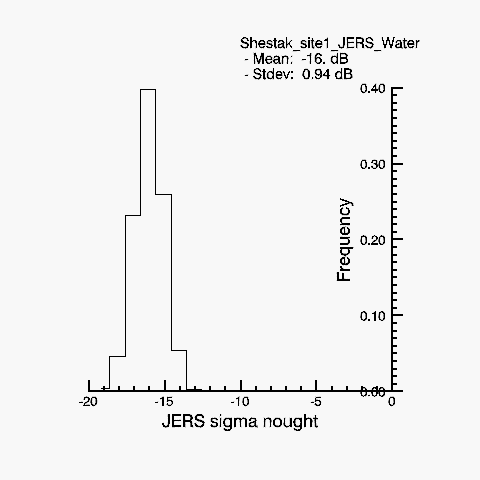 Shestak_site1_JERS_Water
- Mean: -16. dB
- Stdev: 0.94 dB
0.40
0.30
0.20
0.10
0.00
Frequency
-20 -15 -10 -5 0
JERS sigma nought